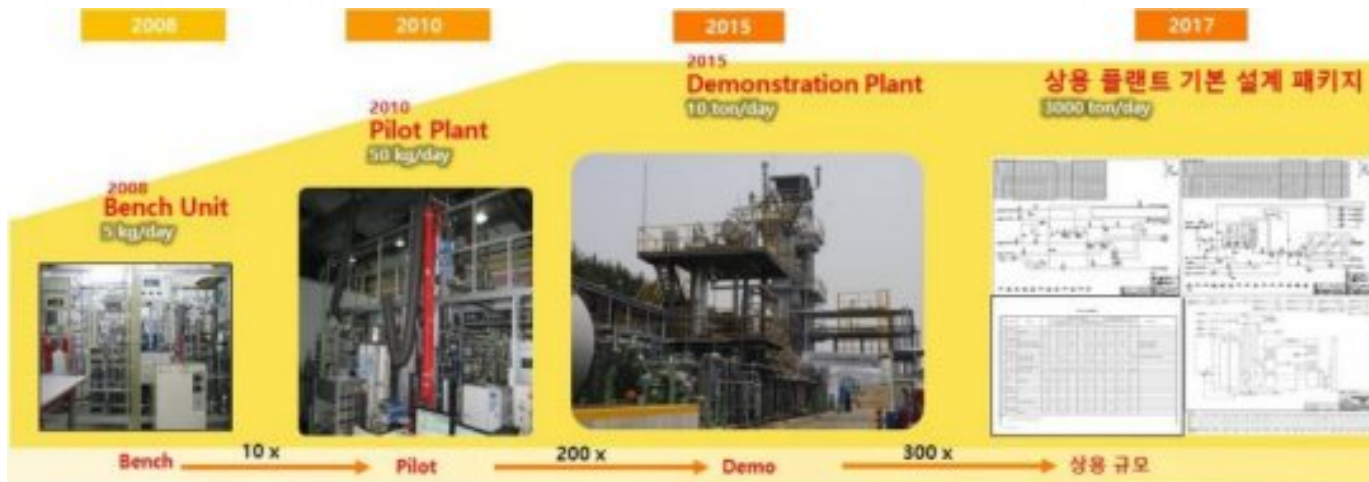 2008
2010
2015
2017
2008
Bench Unit
5 kg/day
2010
Pilot Plant
50 kg/day
2015
Demonstration Plant
10 ton/day
상용 플랜트 기본 설계 패키지
3000 ton/day
Bench
10 x
Pilot
200 x
Demo
300 x
상용 규모